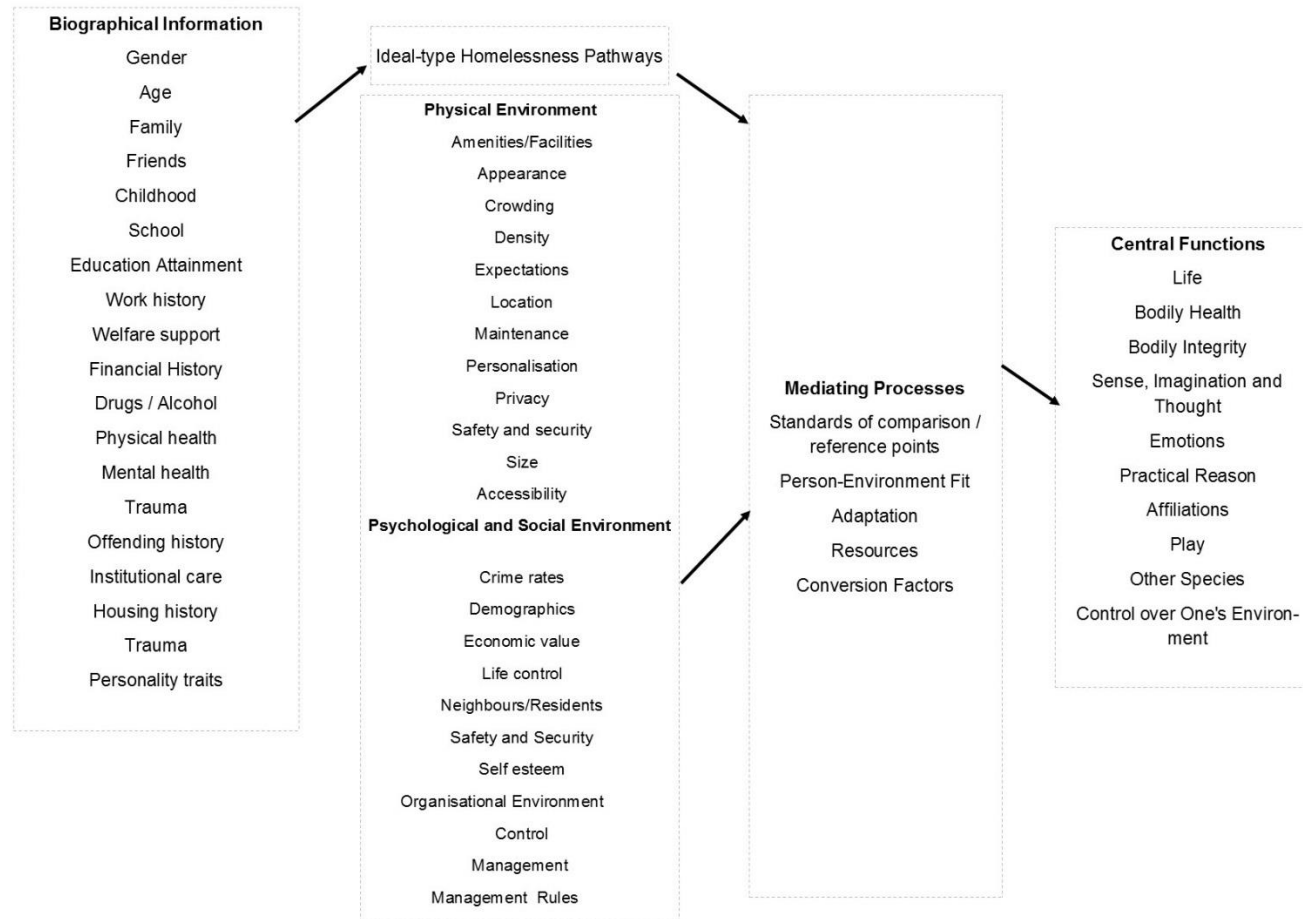 Biographical Information
Gender
Age
Family
Friends
Childhood
School
Education Attainment
Work history
Welfare support
Financial History
Drugs / Alcohol
Physical health
Mental health
Trauma
Offending history
Institutional care
Housing history
Trauma
Personality traits
Ideal-type Homelessness Pathways
Physical Environment
Amenities/Facilities
Appearance
Crowding
Density
Expectations
Location
Maintenance
Personalisation
Privacy
Safety and security
Size
Accessibility
Psychological and Social Environment
Crime rates
Demographics
Economic value
Life control
Neighbours/Residents
Safety and Security
Self esteem
Organisational Environment
Control
Management
Management Rules
Mediating Processes
Standards of comparison /
reference points
Person-Environment Fit
Adaptation
Resources
Conversion Factors
Central Functions
Life
Bodily Health
Bodily Integrity
Sense, Imagination and
Thought
Emotions
Practical Reason
Affiliations
Play
Other Species
Control over One's Environ-
ment